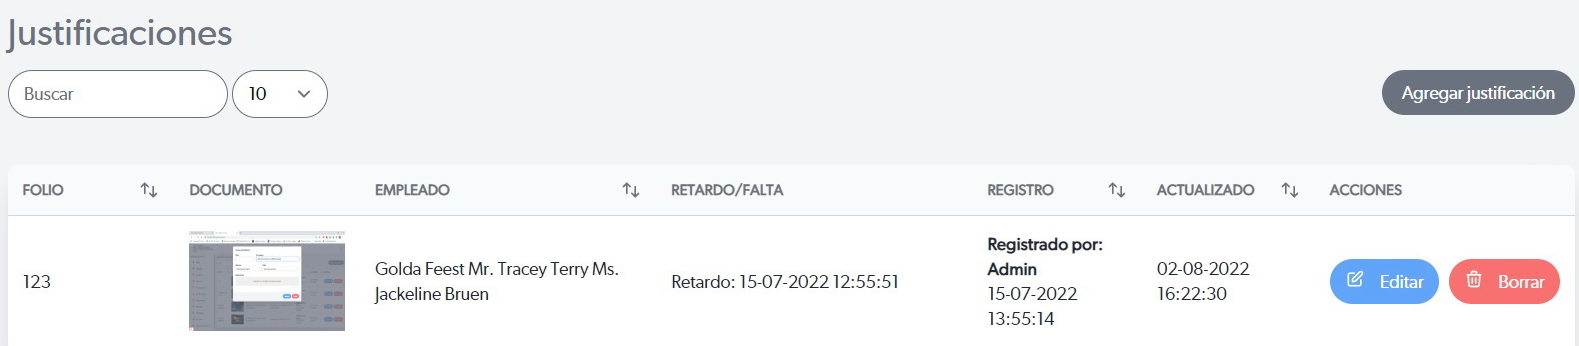 Justificaciones
Buscar
10
Agregar justificación
FOLIO
DOCUMENTO
EMPLEADO
RETARDO/FALTA
REGISTRO
ACTUALIZADO
ACCIONES
123
Golda Feest Mr. Tracey Terry Ms.
Jackeline Bruen
Retardo: 15-07-2022 12:55:51
Registrado por:
Admin
15-07-2022
13:55:14
02-08-2022
16:22:30
Editar
Borrar